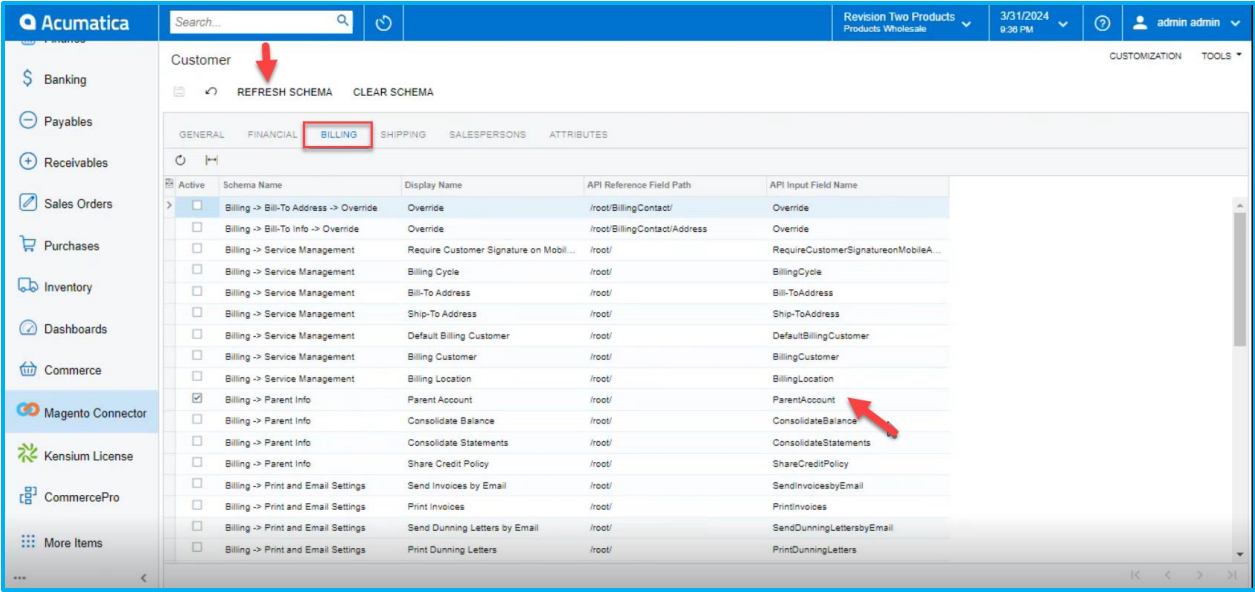 Acumatica
Search...
Revision Two Products
Products Wholesale
3/31/2024
9:36 PM
admin admin
Finance
Banking
Payables
Receivables
Sales Orders
Purchases
Inventory
Dashboards
Commerce
Magento Connector
Kensium License
CommercePro
More Items
Customer
CUSTOMIZATION TOOLS
REFRESH SCHEMA CLEAR SCHEMA
GENERAL FINANCIAL BILLING SHIPPING SALESPERSONS ATTRIBUTES
Active Schema Name Display Name API Reference Field Path API Input Field Name
Billing -> Bill-To Address -> Override Override /root/BillingContact/ Override
Billing -> Bill-To Info -> Override Override /root/BillingContact/Address Override
Billing -> Service Management Require Customer Signature on Mobil... /root/ RequireCustomerSignatureonMobileA...
Billing -> Service Management Billing Cycle /root/ BillingCycle
Billing -> Service Management Bill-To Address /root/ Bill-ToAddress
Billing -> Service Management Ship-To Address /root/ Ship-ToAddress
Billing -> Service Management Default Billing Customer /root/ DefaultBillingCustomer
Billing -> Service Management Billing Customer /root/ BillingCustomer
Billing -> Service Management Billing Location /root/ BillingLocation
Billing -> Parent Info Parent Account /root/ ParentAccount
Billing -> Parent Info Consolidate Balance /root/ ConsolidateBalance
Billing -> Parent Info Consolidate Statements /root/ ConsolidateStatements
Billing -> Parent Info Share Credit Policy /root/ ShareCreditPolicy
Billing -> Print and Email Settings Send Invoices by Email /root/ SendInvoicesbyEmail
Billing -> Print and Email Settings Print Invoices /root/ PrintInvoices
Billing -> Print and Email Settings Send Dunning Letters by Email /root/ SendDunningLettersbyEmail
Billing -> Print and Email Settings Print Dunning Letters /root/ PrintDunningLetters